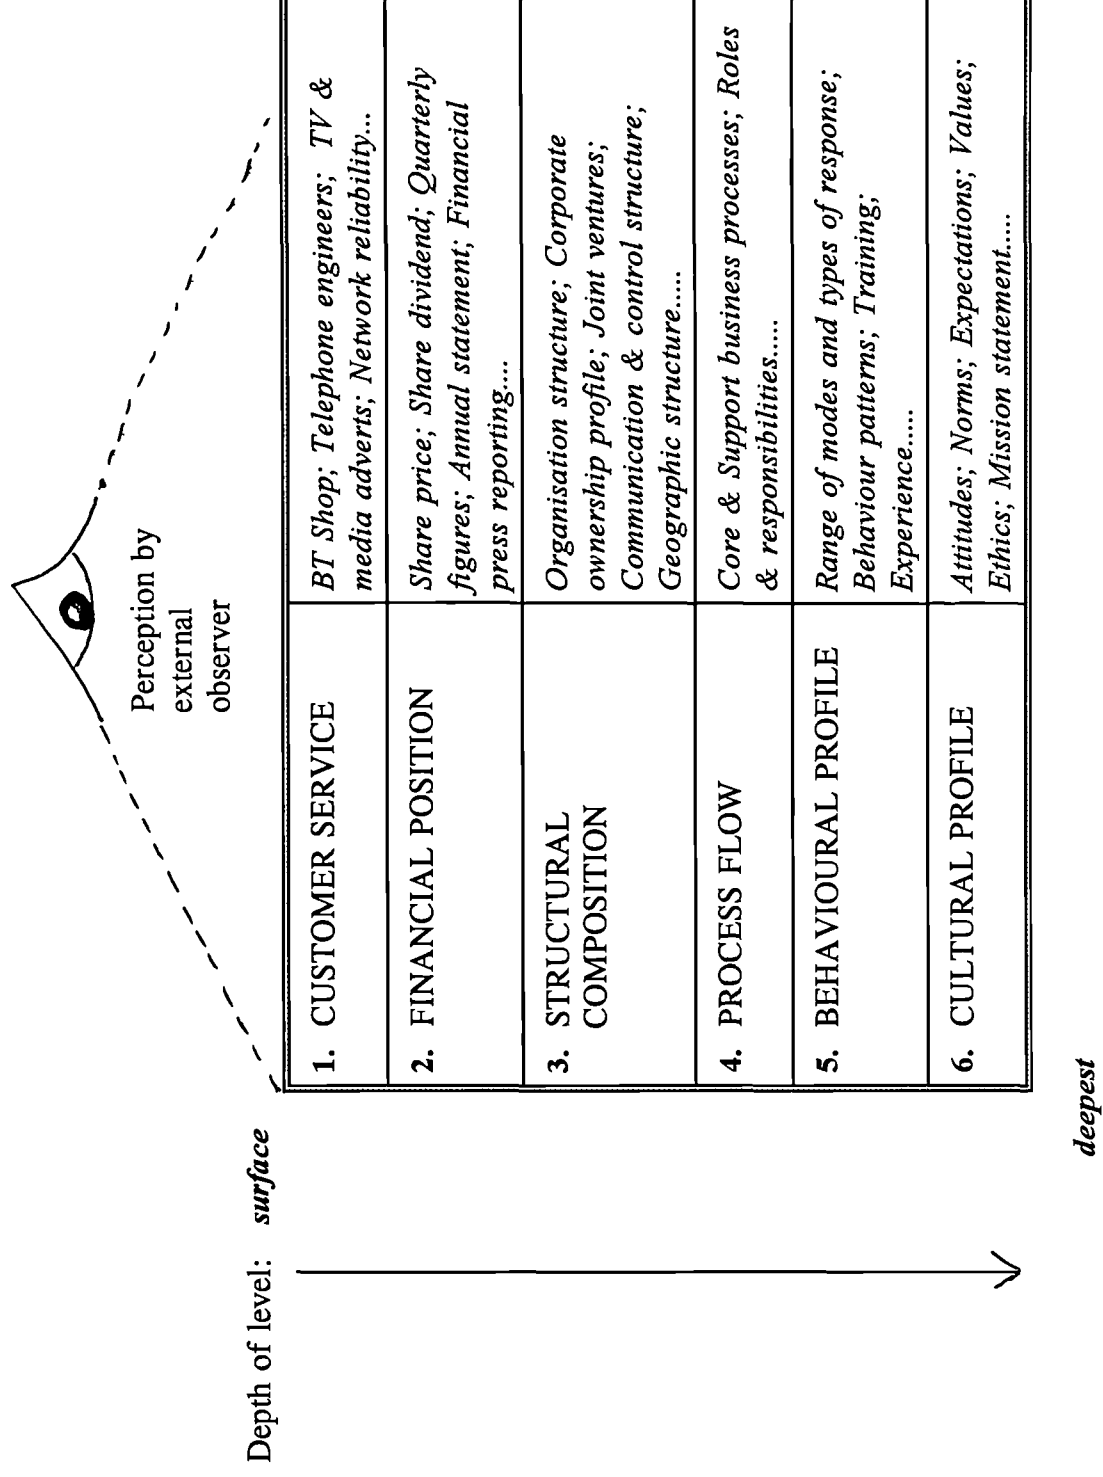 Perception by
external
observer
Depth of level: surface
1. CUSTOMER SERVICE
BT Shop; Telephone engineers; TV &
media adverts; Network reliability...
2. FINANCIAL POSITION
Share price; Share dividend; Quarterly
figures; Annual statement; Financial
press reporting....
3. STRUCTURAL
COMPOSITION
Organisation structure; Corporate
ownership profile; Joint ventures;
Communication & control structure;
Geographic structure.....
4. PROCESS FLOW
Core & Support business processes; Roles
& responsibilities.....
5. BEHAVIOURAL PROFILE
Range of modes and types of response;
Behaviour patterns; Training;
Experience.....
6. CULTURAL PROFILE
Attitudes; Norms; Expectations; Values;
Ethics; Mission statement.....
deepest